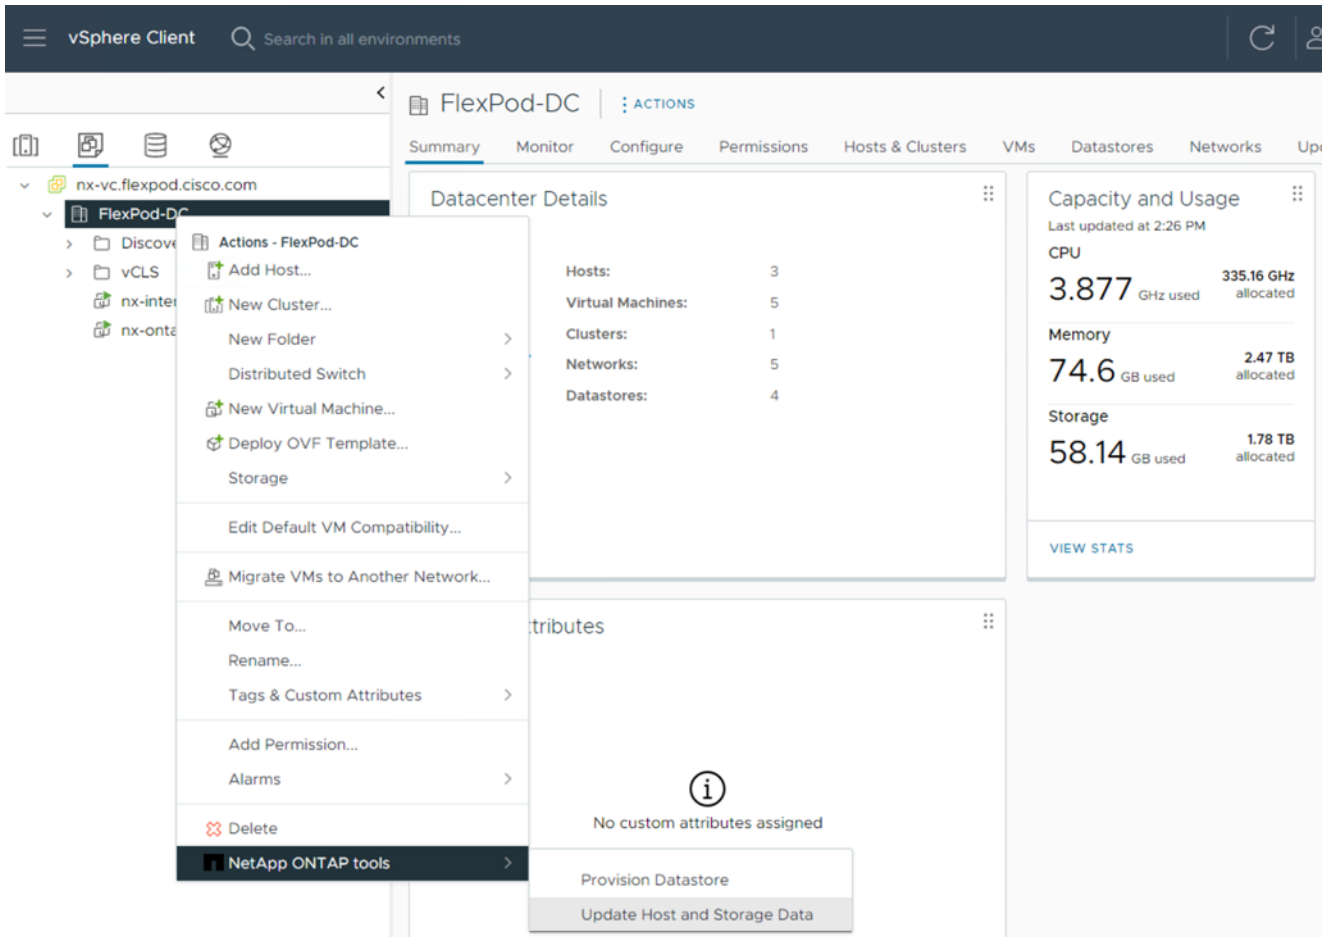 vSphere Client
Search in all environments
FlexPod-DC
ACTIONS
Summary Monitor Configure Permissions Hosts & Clusters VMs Datastores Networks
nx-vc.flexpod.cisco.com
FlexPod-DC
vCLS
Actions - FlexPod-DC
Add Host...
New Cluster...
New Folder
Distributed Switch
New Virtual Machine...
Deploy OVF Template...
Storage
Edit Default VM Compatibility...
Migrate VMs to Another Network...
Move To...
Rename...
Tags & Custom Attributes
Add Permission...
Alarms
Delete
NetApp ONTAP tools
Provision Datastore
Update Host and Storage Data
Datacenter Details
Hosts: 3
Virtual Machines: 5
Clusters: 1
Networks: 5
Datastores: 4
No custom attributes assigned
Capacity and Usage
Last updated at 2:26 PM
CPU
3.877 GHz used
335.16 GHz
allocated
Memory
74.6 GB used
2.47 TB
allocated
Storage
58.14 GB used
1.78 TB
allocated
VIEW STATS